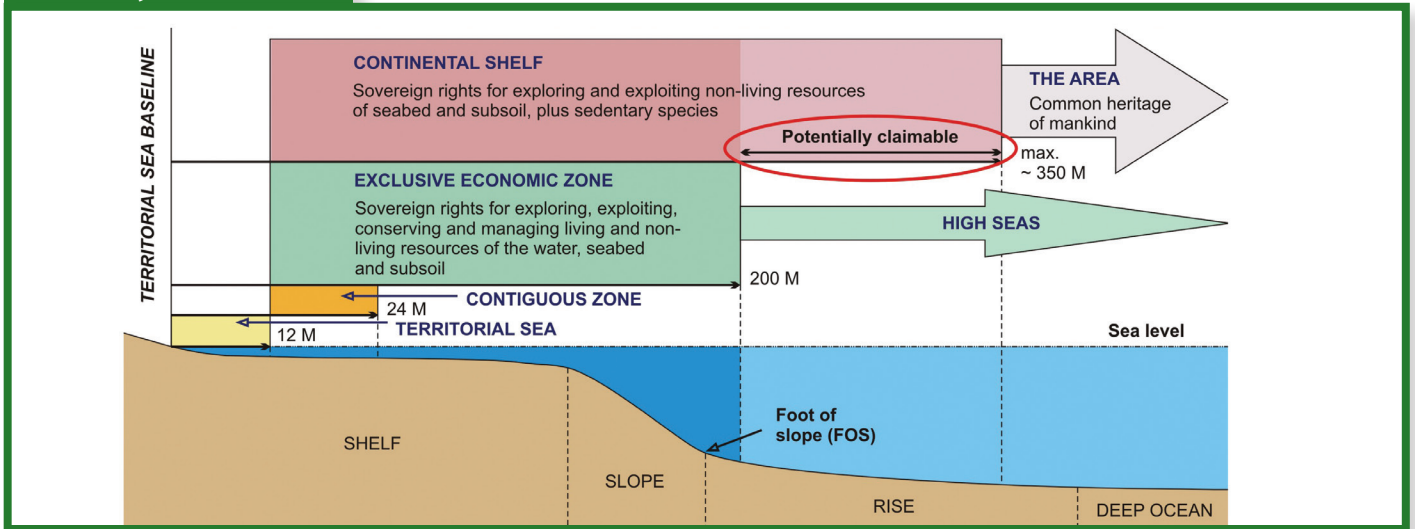 TERRITORIAL SEA BASELINE
CONTINENTAL SHELF
Sovereign rights for exploring and exploiting non-living resources
of seabed and subsoil, plus sedentary species
THE AREA
Common heritage
of mankind
Potentially claimable
max.
~ 350 M
EXCLUSIVE ECONOMIC ZONE
Sovereign rights for exploring, exploiting,
conserving and managing living and non-
living resources of the water, seabed
and subsoil
HIGH SEAS
200 M
CONTIGUOUS ZONE
24 M
TERRITORIAL SEA
12 M
Sea level
Foot of
slope (FOS)
SHELF
SLOPE
RISE
DEEP OCEAN